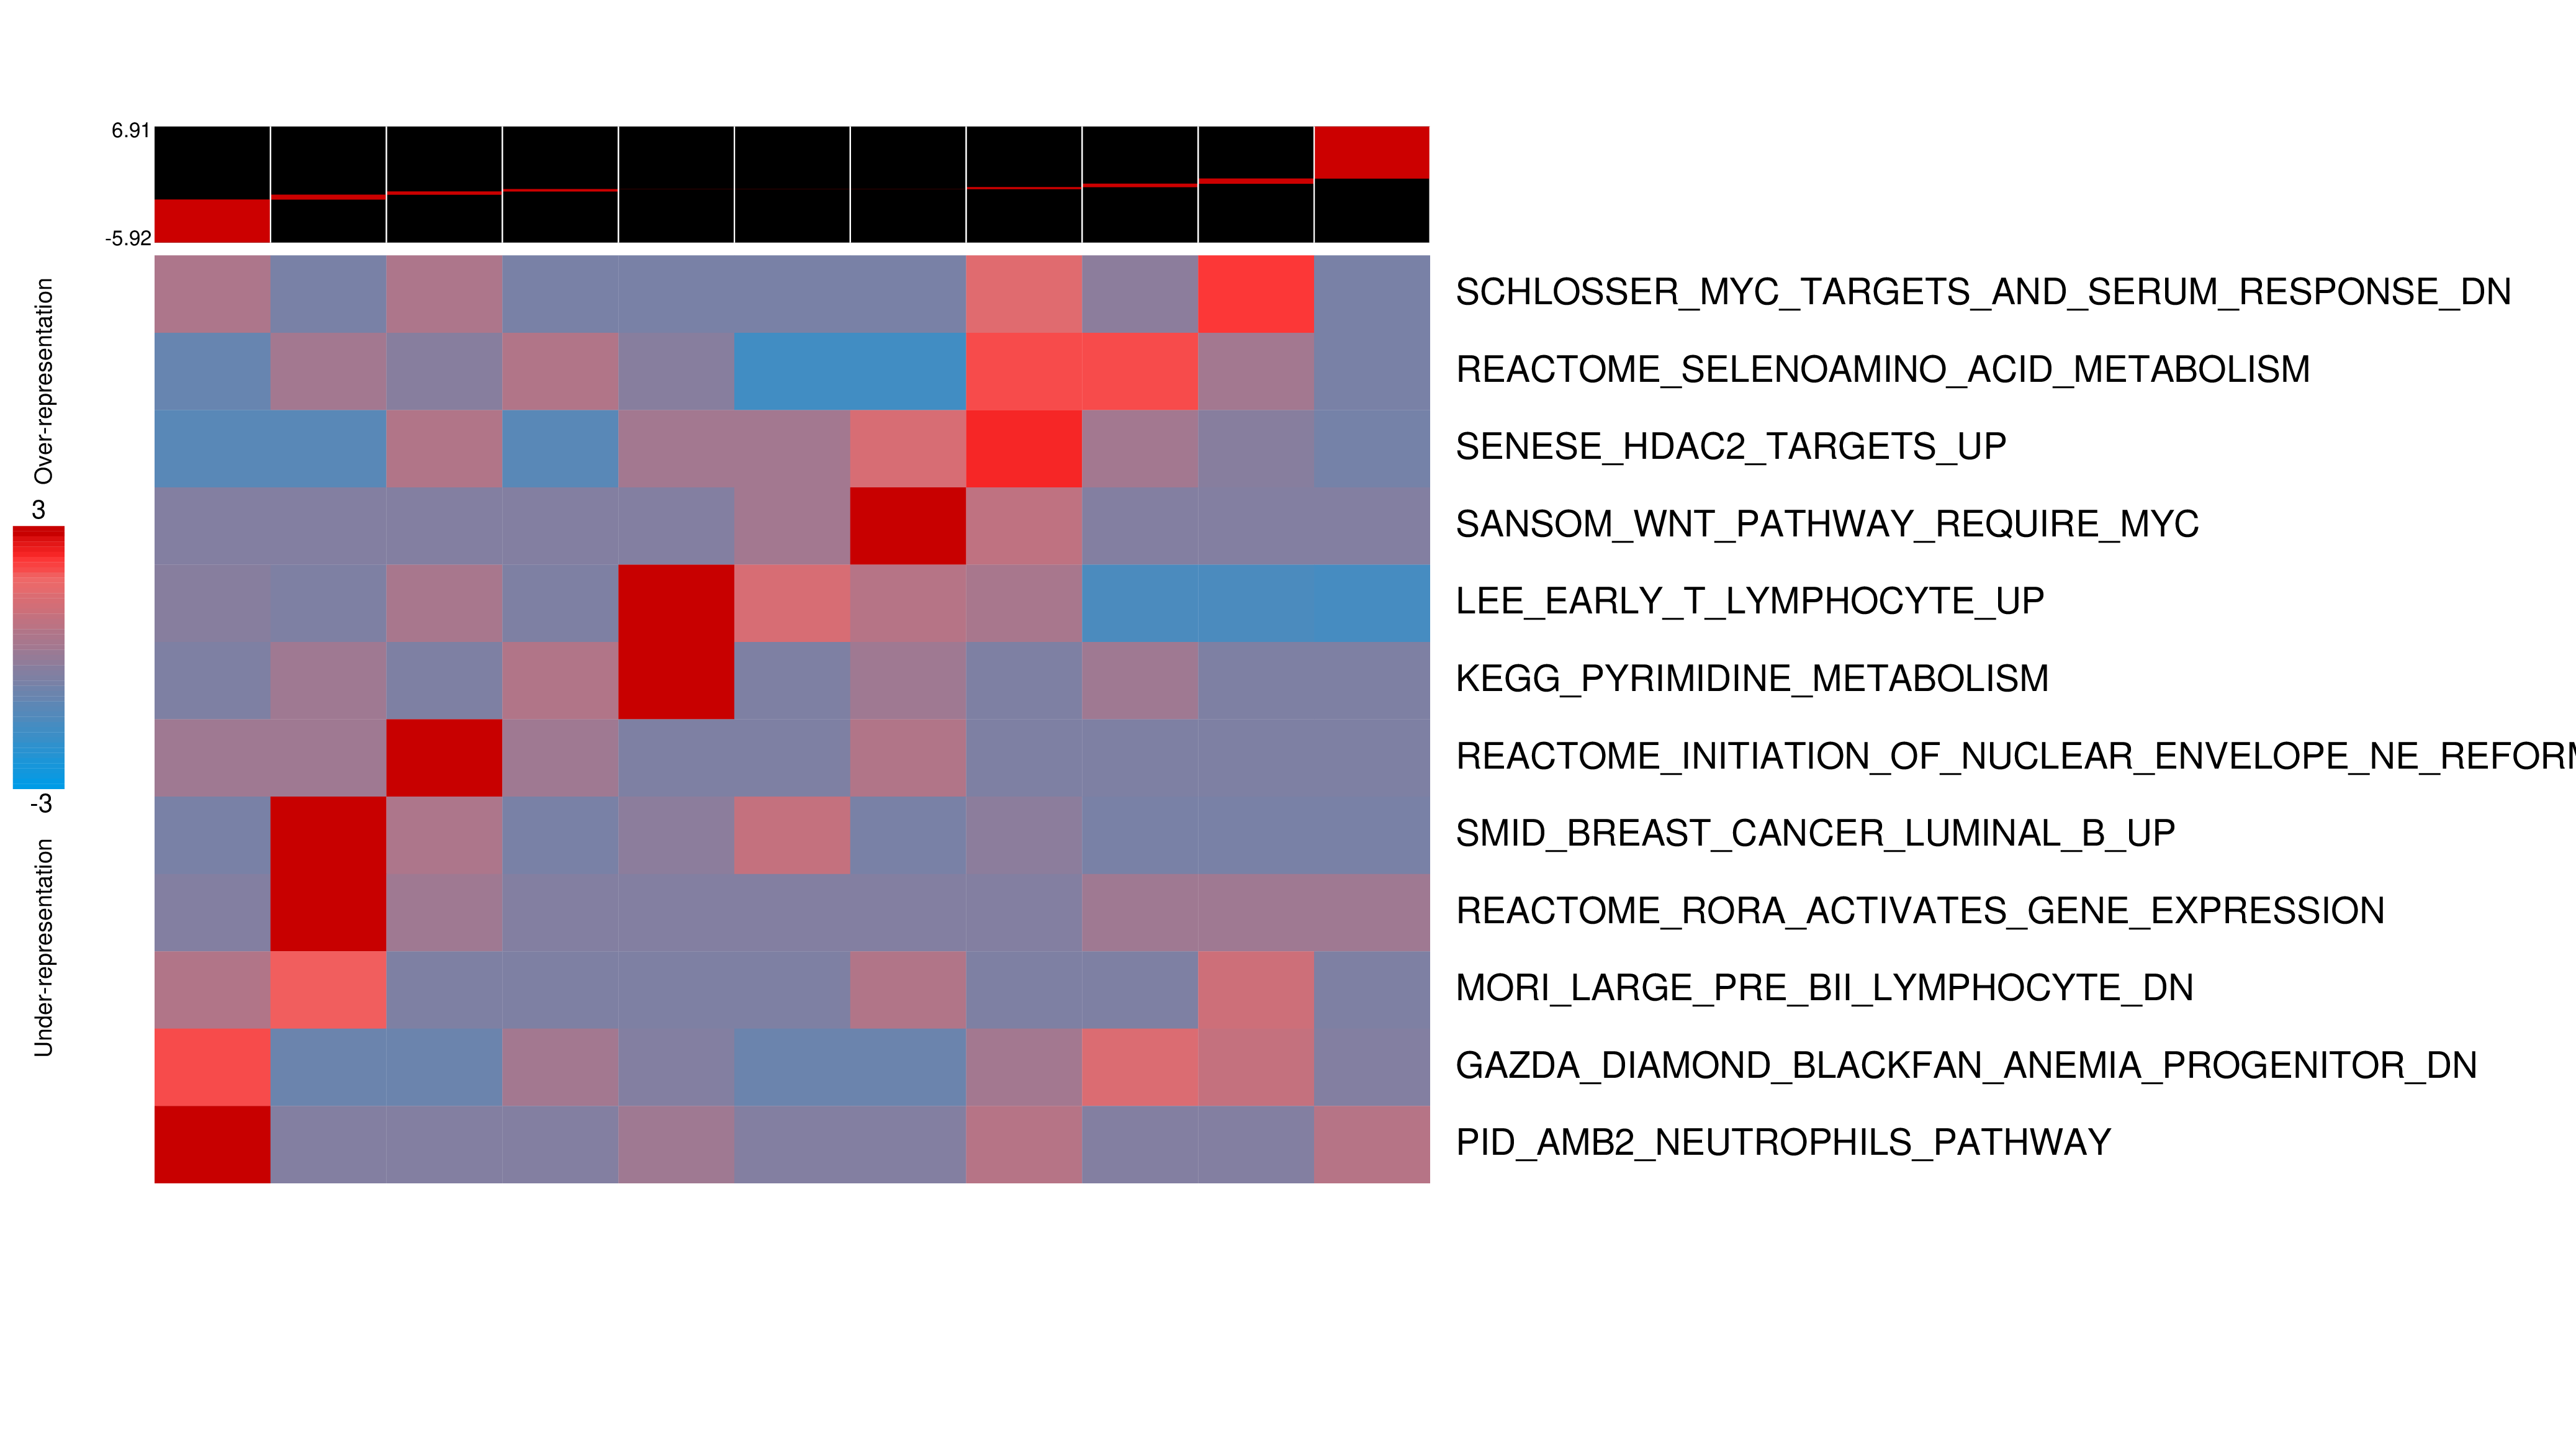 6.91
-5.92
Over-representation
3
-3
Under-representation
SCHLOSSER_MYC_TARGETS_AND_SERUM_RESPONSE_DN
REACTOME_SELENOAMINO_ACID_METABOLISM
SENESE_HDAC2_TARGETS_UP
SANSOM_WNT_PATHWAY_REQUIRE_MYC
LEE_EARLY_T_LYMPHOCYTE_UP
KEGG_PYRIMIDINE_METABOLISM
REACTOME_INITIATION_OF_NUCLEAR_ENVELOPE_NE_REFORM
SMID_BREAST_CANCER_LUMINAL_B_UP
REACTOME_RORA_ACTIVATES_GENE_EXPRESSION
MORI_LARGE_PRE_BII_LYMPHOCYTE_DN
GAZDA_DIAMOND_BLACKFAN_ANEMIA_PROGENITOR_DN
PID_AMB2_NEUTROPHILS_PATHWAY